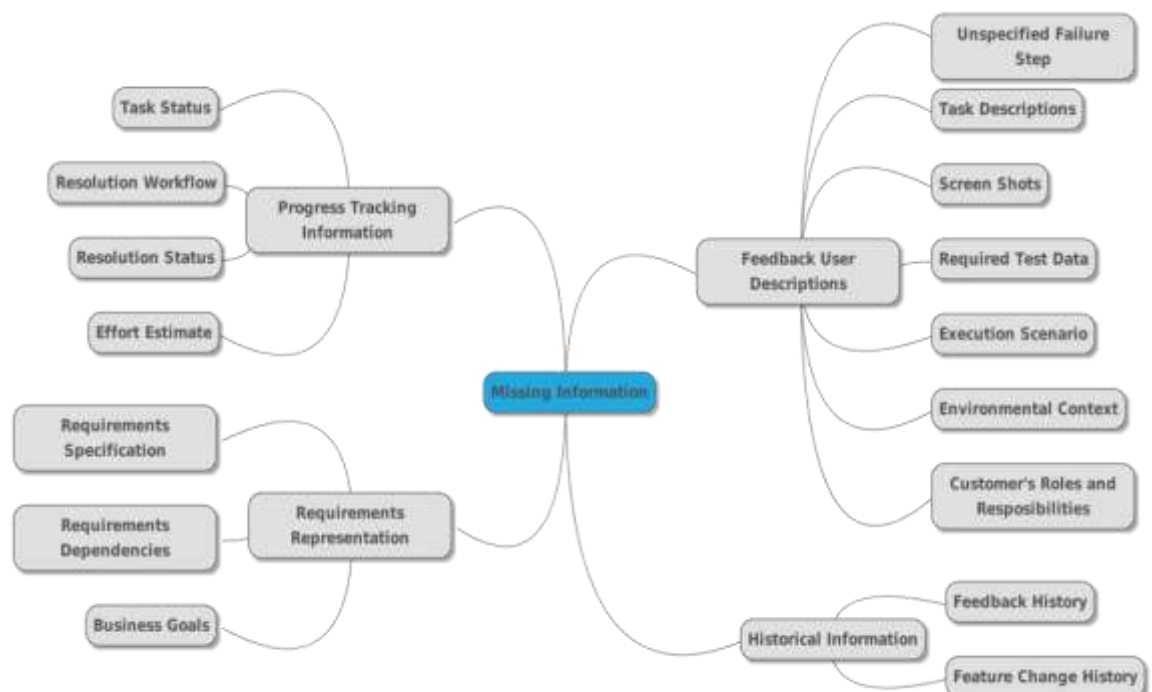 Task Status
Resolution Workflow
Resolution Status
Effort Estimate
Progress Tracking
Information
Requirements
Specification
Requirements
Dependencies
Business Goals
Requirements
Representation
Missing Information
Feedback User
Descriptions
Unspecified Failure
Step
Task Descriptions
Screen Shots
Required Test Data
Execution Scenario
Environmental Context
Customer's Roles and
Resposibilities
Historical Information
Feedback History
Feature Change History